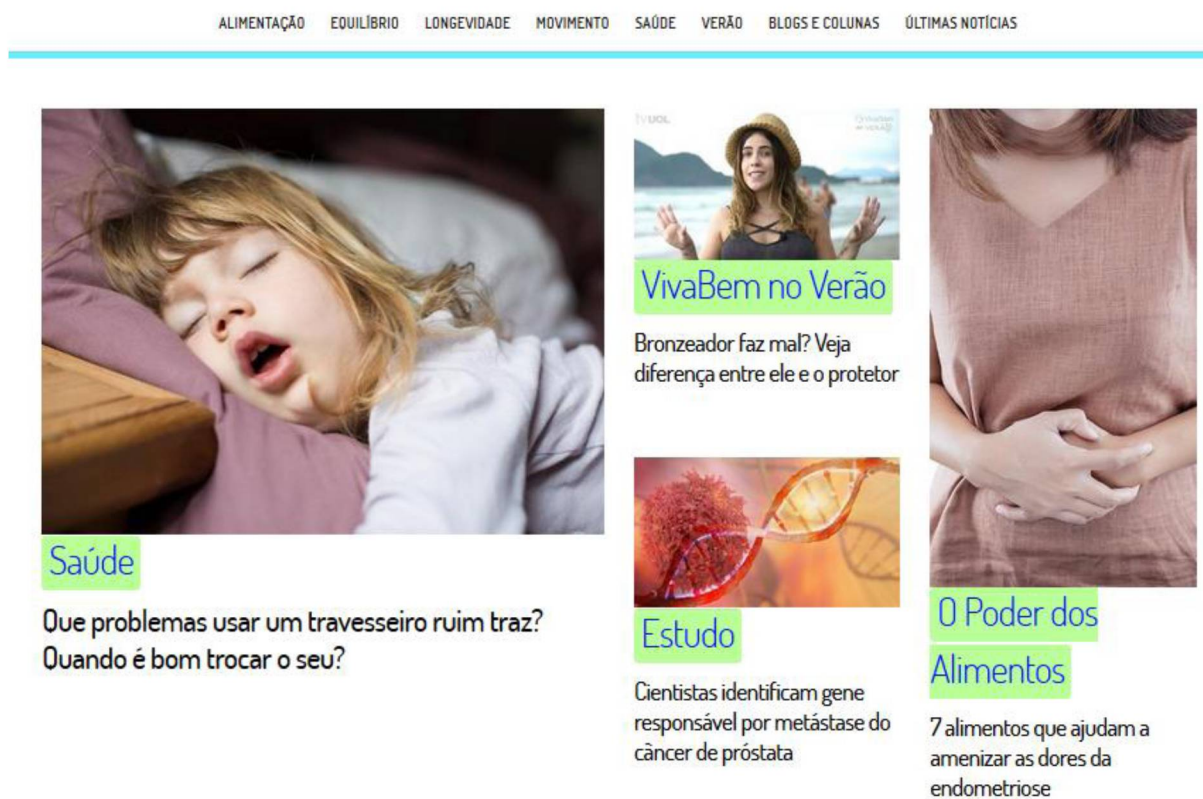 ALIMENTAÇÃO EQUILÍBRIO LONGEVIDADE MOVIMENTO SAÚDE VERÃO BLOGS E COLUNAS ÚLTIMAS NOTÍCIAS
Saúde
Que problemas usar um travesseiro ruim traz?
Quando é bom trocar o seu?
tvUOL
VivaBem no Verão
Bronzeador faz mal? Veja
diferença entre ele e o protetor
Estudo
Cientistas identificam gene
responsável por metástase do
câncer de próstata
O Poder dos
Alimentos
7 alimentos que ajudam a
amenizar as dores da
endometriose